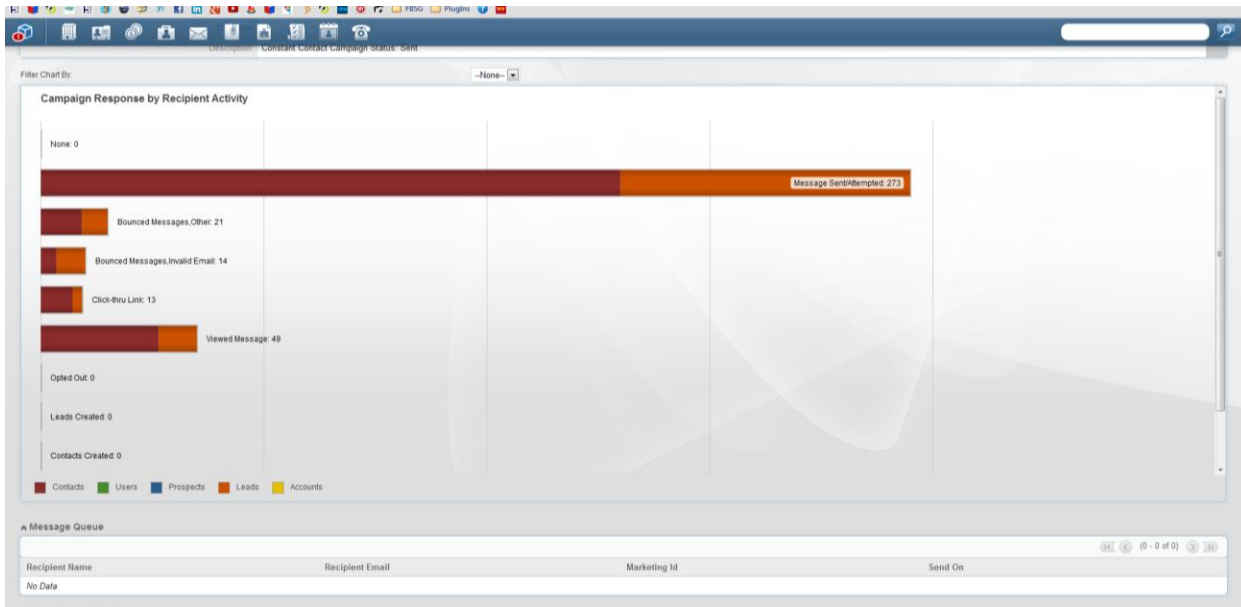 FBSG PlugIns
Description: Constant Contact Campaign Status: Sent
Filter Chart By: --None--
Campaign Response by Recipient Activity
None: 0
Message Sent/Attempted: 273
Bounced Messages,Other: 21
Bounced Messages,Invalid Email: 14
Click-thru Link: 13
Viewed Message: 49
Opted Out: 0
Leads Created: 0
Contacts Created: 0
Contacts Users Prospects Leads Accounts
Message Queue
(0 - 0 of 0)
Recipient Name Recipient Email Marketing Id Send On
No Data